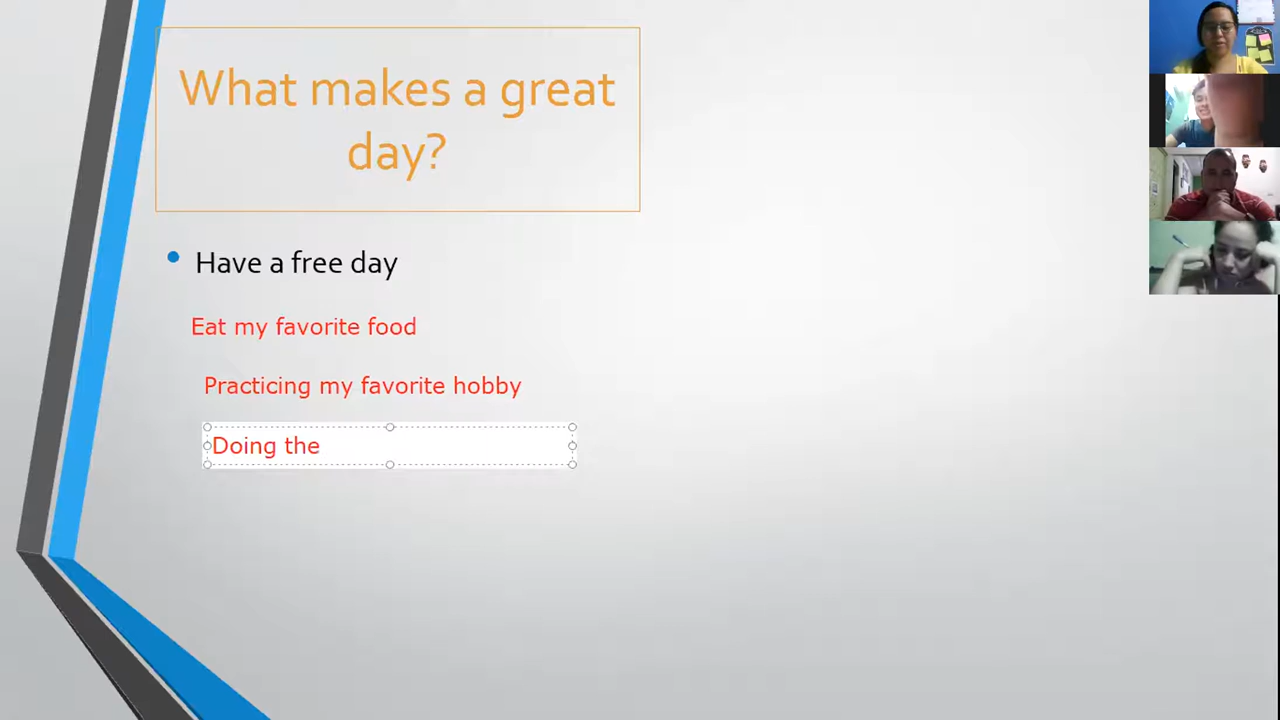 What makes a great
day?
Have a free day
Eat my favorite food
Practicing my favorite hobby
Doing the